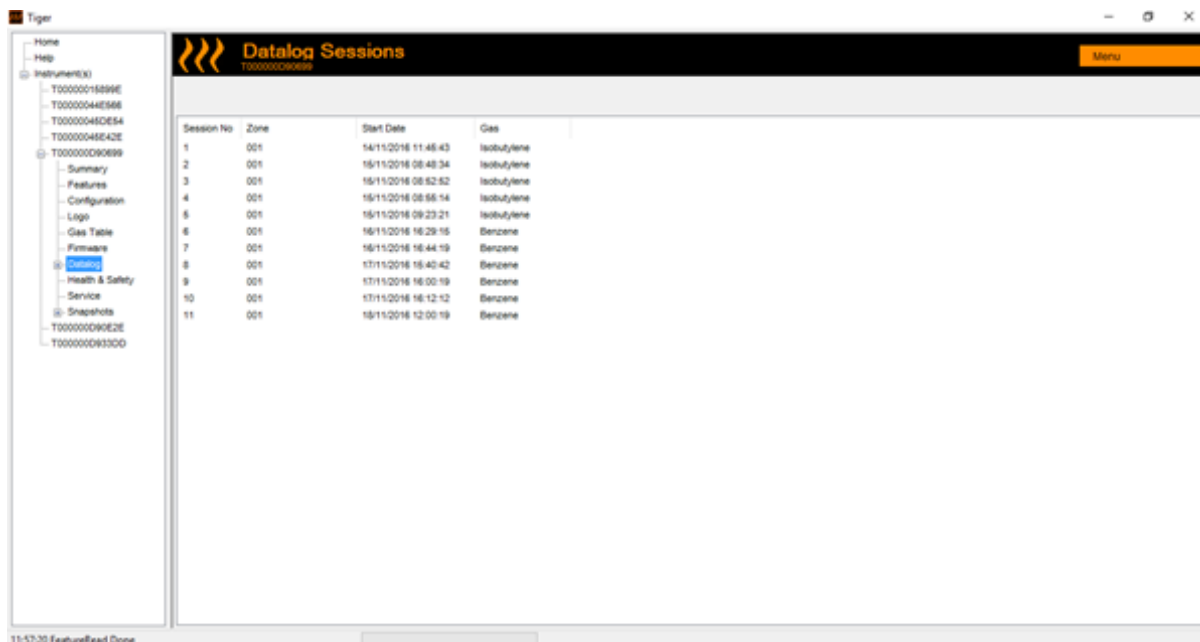 Tiger
Home
Help
Instrument(s)
T00000015899E
T00000044E566
T00000045DE54
T00000045E42E
T000000D90699
Summary
Features
Configuration
Logo
Gas Table
Firmware
Datalog
Health & Safety
Service
Snapshots
T000000D90E2E
T000000D933DD
Datalog Sessions
T000000D90699
Menu
Session No Zone Start Date Gas
1 001 14/11/2016 11:45:43 Isobutylene
2 001 15/11/2016 08:48:34 Isobutylene
3 001 15/11/2016 08:52:52 Isobutylene
4 001 15/11/2016 08:55:14 Isobutylene
5 001 15/11/2016 09:23:21 Isobutylene
6 001 16/11/2016 16:29:15 Benzene
7 001 16/11/2016 16:44:19 Benzene
8 001 17/11/2016 15:40:42 Benzene
9 001 17/11/2016 16:00:19 Benzene
10 001 17/11/2016 16:12:12 Benzene
11 001 18/11/2016 12:00:19 Benzene
11:57:20 FeatureRead Done